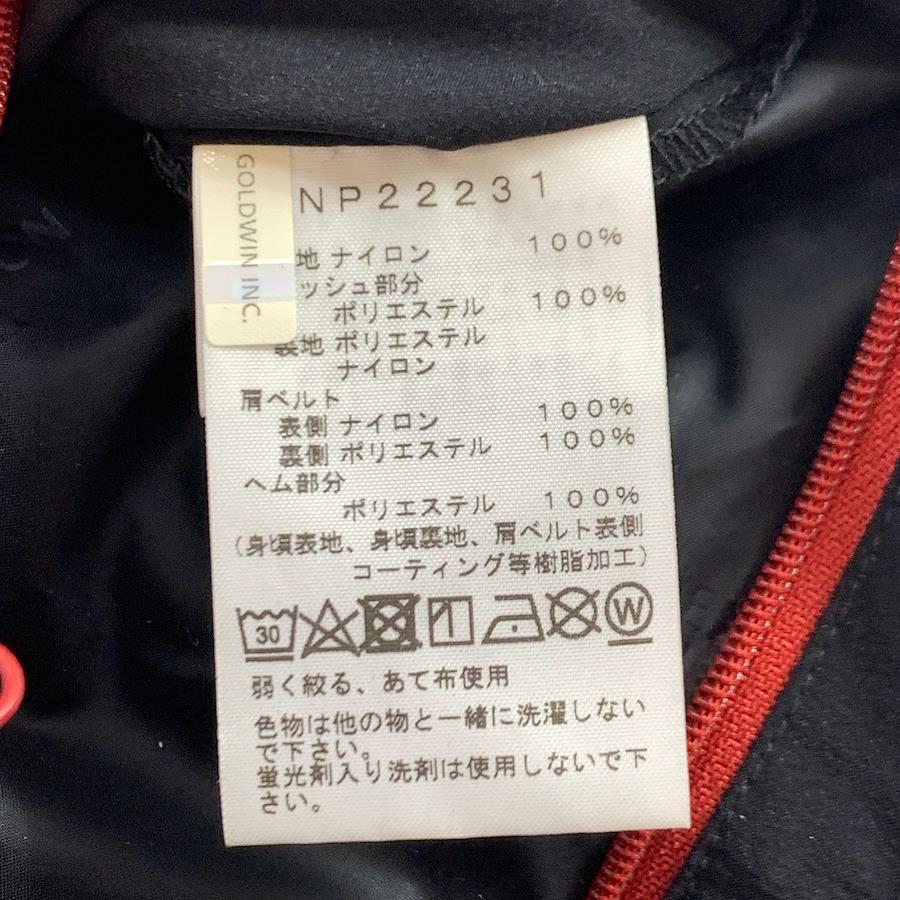 GOLDWIN INC.
NP22231
地 ナイロン 100%
ッシュ部分
ポリエステル 100%
裏地 ポリエステル
ナイロン
肩ベルト
表側 ナイロン 100%
裏側 ポリエステル 100%
ヘム部分
ポリエステル 100%
(身頃表地、身頃裏地、肩ベルト表側
コーティング等樹脂加工)
30 W
弱く絞る、あて布使用
色物は他の物と一緒に洗濯しない
で下さい。
蛍光剤入り洗剤は使用しないで下
さい。